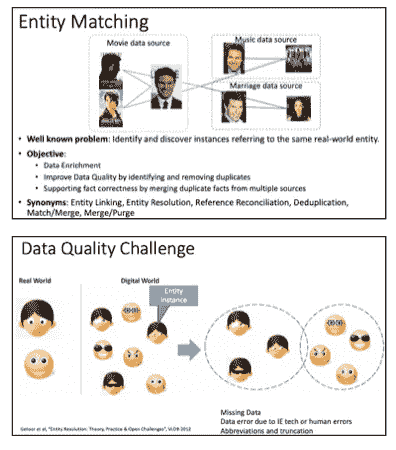 Entity Matching
Movie data source
Music data source
Marriage data source
• Well known problem: Identify and discover instances referring to the same real-world entity.
• Objective:
• Data Enrichment
• Improve Data Quality by identifying and removing duplicates
• Supporting fact correctness by merging duplicate facts from multiple sources
• Synonyms: Entity Linking, Entity Resolution, Reference Reconciliation, Deduplication,
Match/Merge, Merge/Purge
Data Quality Challenge
Real World
Digital World
Entity
Instance
Missing Data
Data error due to IE tech or human errors
Abbreviations and truncation
Getoor et al, "Entity Resolution: Theory, Practice & Open Challenges", VLDB 2012